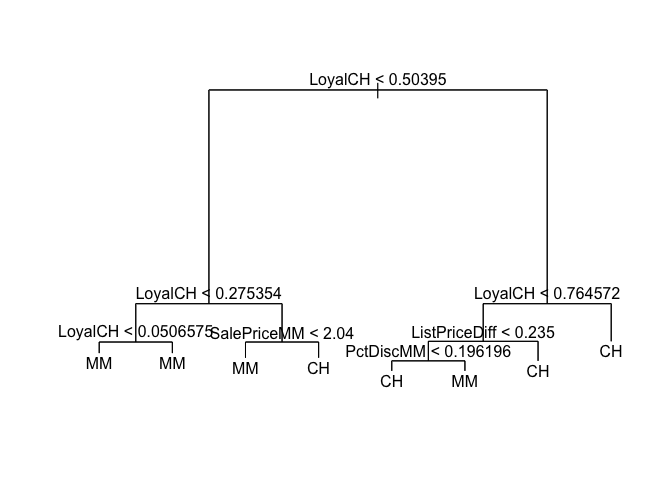 LoyalCH < 0.50395
LoyalCH < 0.275354
LoyalCH < 0.764572
LoyalCH < 0.0506575
SalePriceMM < 2.04
ListPriceDiff < 0.235
PctDiscMM < 0.196196
MM
MM
MM
CH
CH
MM
CH
CH